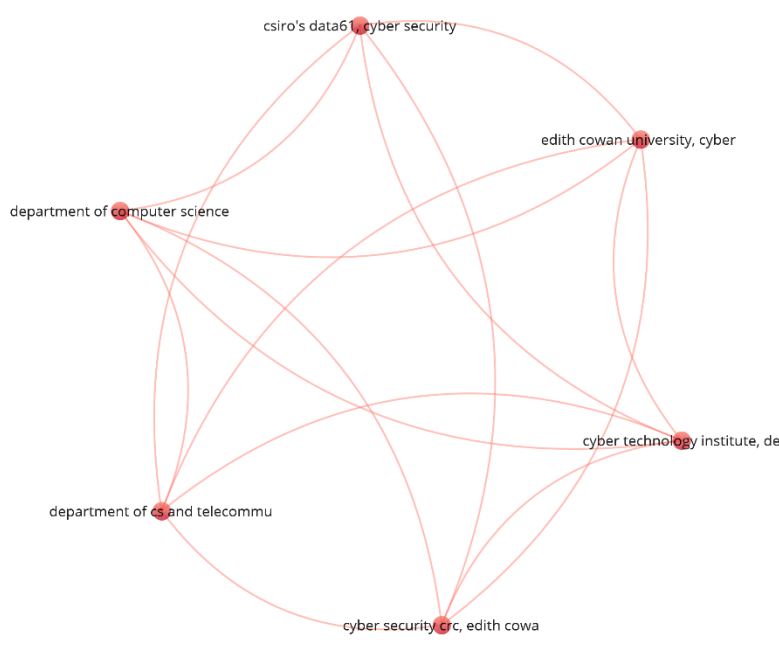 csiro's data61, cyber security
edith cowan university, cyber
department of computer science
cyber technology institute, de
department of cs and telecommu
cyber security crc, edith cowa